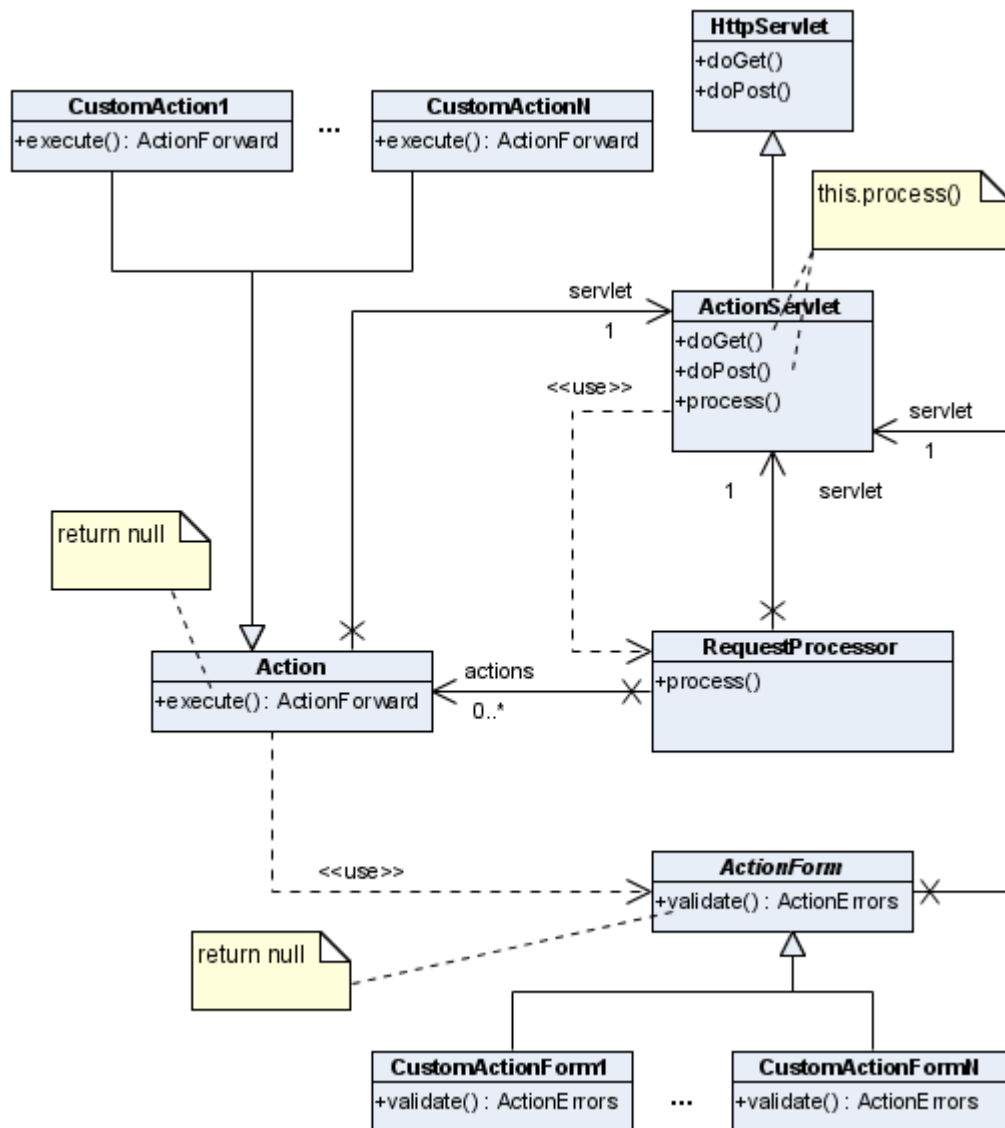 HttpServlet
+doGet()
+doPost()
CustomAction1
+execute() : ActionForward
...
CustomActionN
+execute() : ActionForward
this.process()
servlet
1
ActionServlet
+doGet()
+doPost()
+process()
<<use>>
servlet
1
1
servlet
return null
Action
+execute() : ActionForward
actions
0..*
RequestProcessor
+process()
<<use>>
ActionForm
+validate() : ActionErrors
return null
CustomActionForm1
+validate() : ActionErrors
...
CustomActionFormN
+validate() : ActionErrors